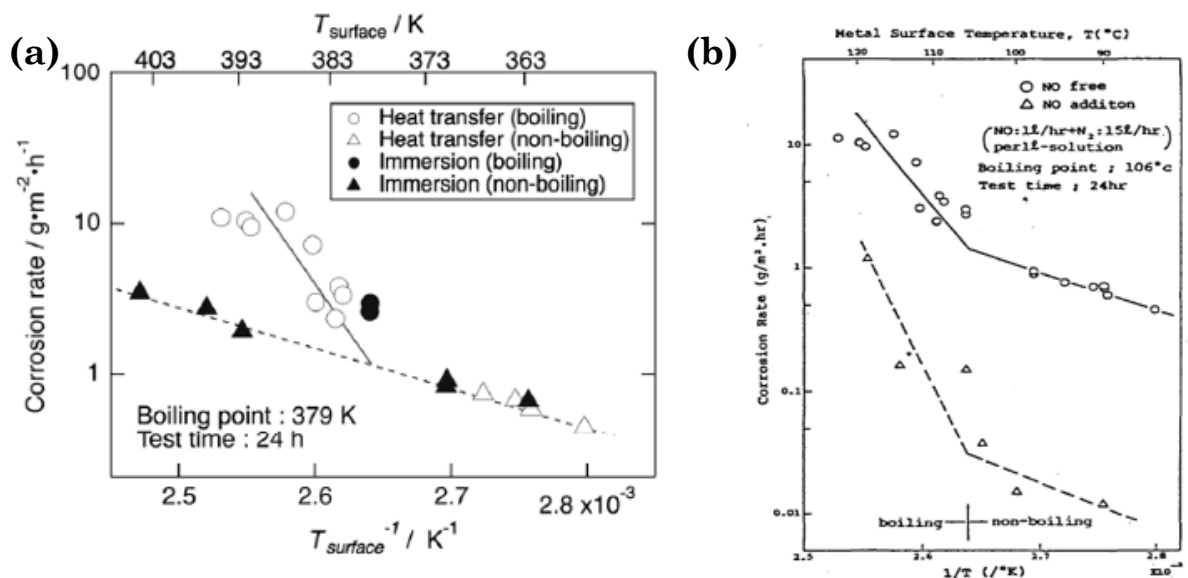 (a)
T surface / K
403 393 383 373 363
100
10
1
Corrosion rate / g•m-2•h-1
Heat transfer (boiling)
Heat transfer (non-boiling)
Immersion (boiling)
Immersion (non-boiling)
Boiling point : 379 K
Test time : 24 h
2.5 2.6 2.7 2.8 x10-3
T surface -1 / K-1
(b)
Metal Surface Temperature, T(°C)
120 110 100 90
NO free
NO additon
(NO:1ℓ/hr+N2:15ℓ/hr.
per1ℓ-solution)
Boiling point ; 106°c
Test time ; 24hr
10
1
0.1
0.01
Corrosion Rate (g/m².hr)
boiling non-boiling
2.5 2.6 2.7 2.8
x10-3
1/T (/°K)